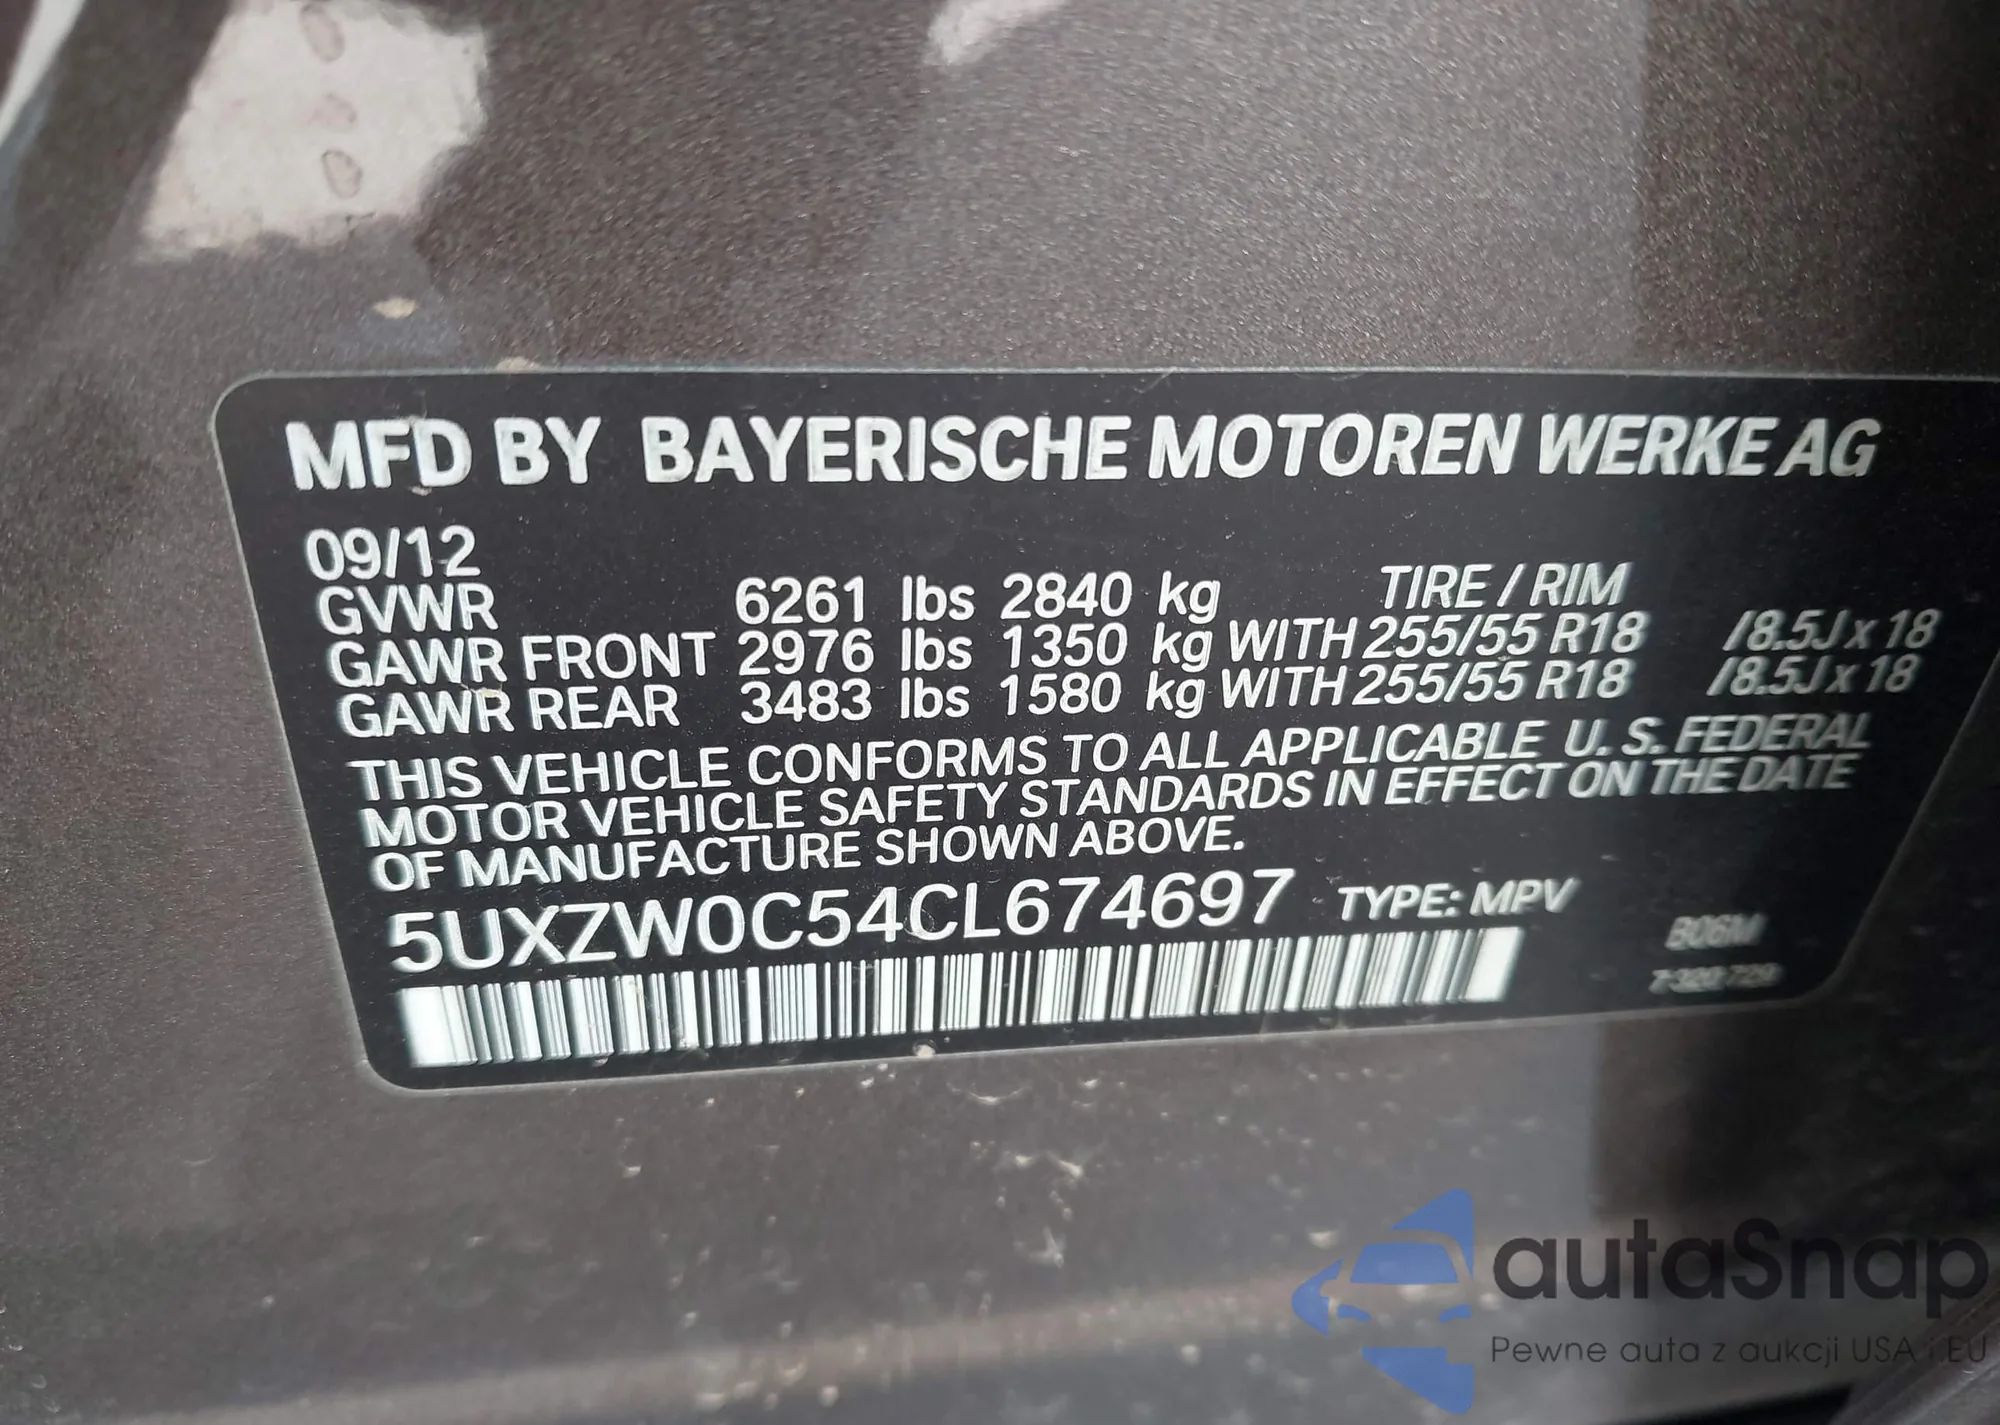 MFD BY BAYERISCHE MOTOREN WERKE AG
09/12
GVWR 6261 lbs 2840 kg TIRE / RIM
GAWR FRONT 2976 lbs 1350 kg WITH 255/55 R18 /8.5J x 18
GAWR REAR 3483 lbs 1580 kg WITH 255/55 R18 /8.5J x 18
THIS VEHICLE CONFORMS TO ALL APPLICABLE U. S. FEDERAL
MOTOR VEHICLE SAFETY STANDARDS IN EFFECT ON THE DATE
OF MANUFACTURE SHOWN ABOVE.
5UXZW0C54CL674697 TYPE: MPV
B06M
autaSnap
Pewne auta z aukcji USA i EU